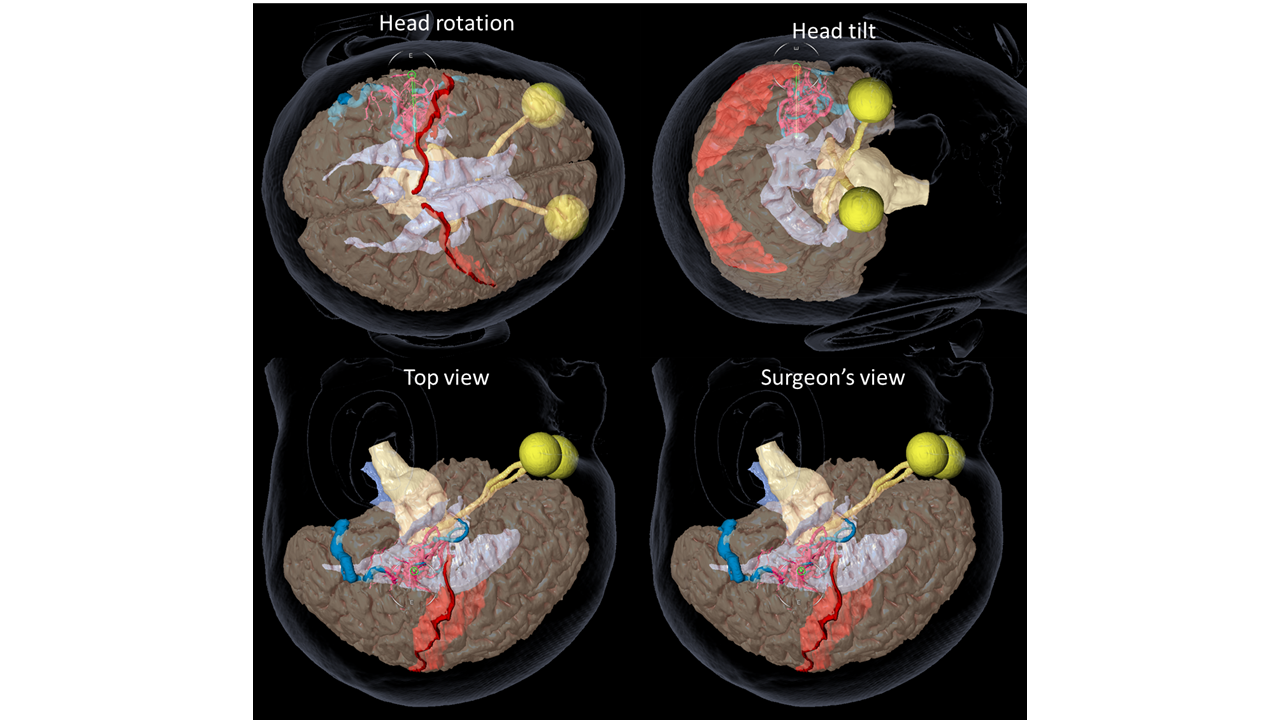 Head rotation
Head tilt
E
Top view
Surgeon’s view